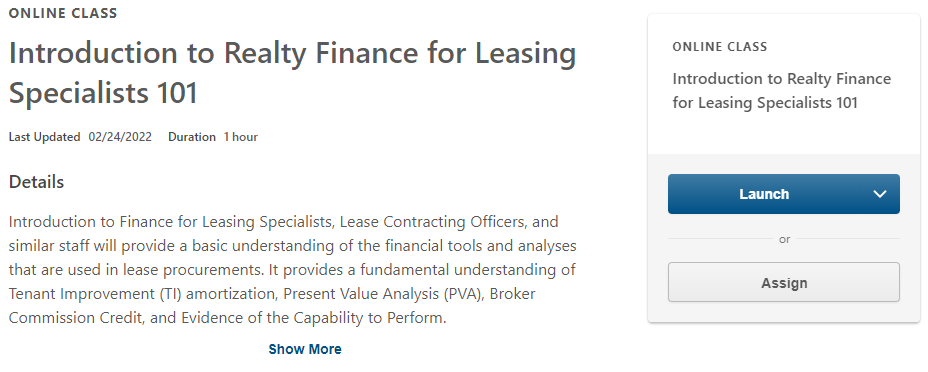 ONLINE CLASS
Introduction to Realty Finance for Leasing
Specialists 101
Last Updated 02/24/2022 Duration 1 hour
Details
Introduction to Finance for Leasing Specialists, Lease Contracting Officers, and
similar staff will provide a basic understanding of the financial tools and analyses
that are used in lease procurements. It provides a fundamental understanding of
Tenant Improvement (TI) amortization, Present Value Analysis (PVA), Broker
Commission Credit, and Evidence of the Capability to Perform.
Show More
ONLINE CLASS
Introduction to Realty Finance
for Leasing Specialists 101
Launch
or
Assign